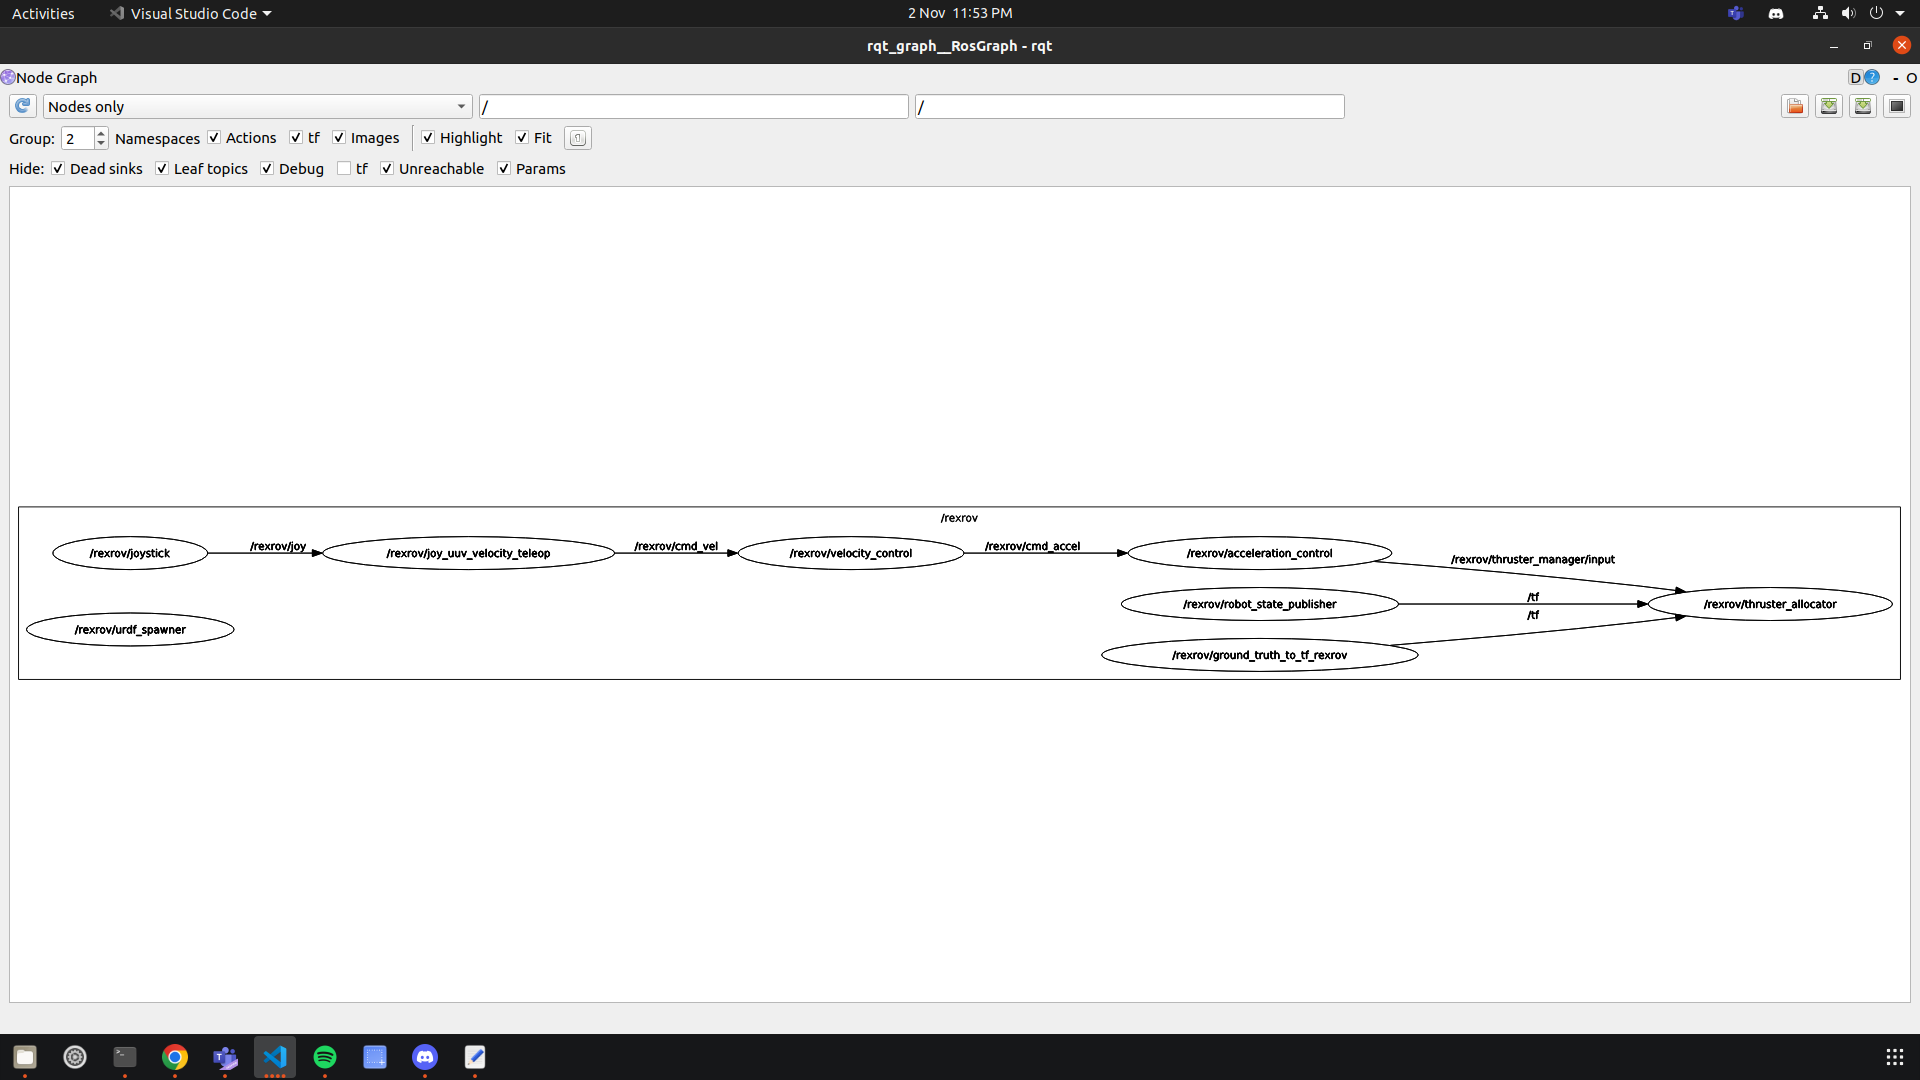 Activities Visual Studio Code 2 Nov 11:53 PM
rqt_graph__RosGraph - rqt
Node Graph D ? - O
Nodes only / /
Group: 2 Namespaces Actions tf Images Highlight Fit
Hide: Dead sinks Leaf topics Debug tf Unreachable Params
/rexrov
/rexrov/joystick /rexrov/joy /rexrov/joy_uuv_velocity_teleop /rexrov/cmd_vel /rexrov/velocity_control /rexrov/cmd_accel /rexrov/acceleration_control
/rexrov/thruster_manager/input
/rexrov/robot_state_publisher /tf /rexrov/thruster_allocator
/tf
/rexrov/urdf_spawner
/rexrov/ground_truth_to_tf_rexrov